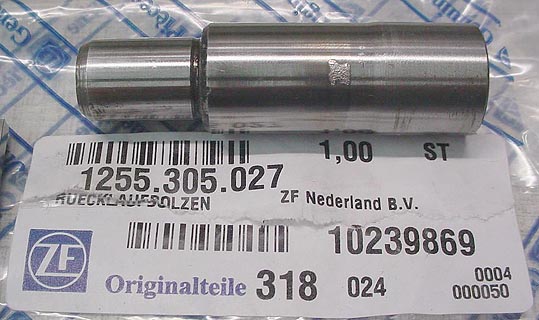 1,00 ST
1255.305.027
RUECKLAUFBOLZEN ZF Nederland B.V.
10239869
ZF Originalteile 318 024 0004
000050